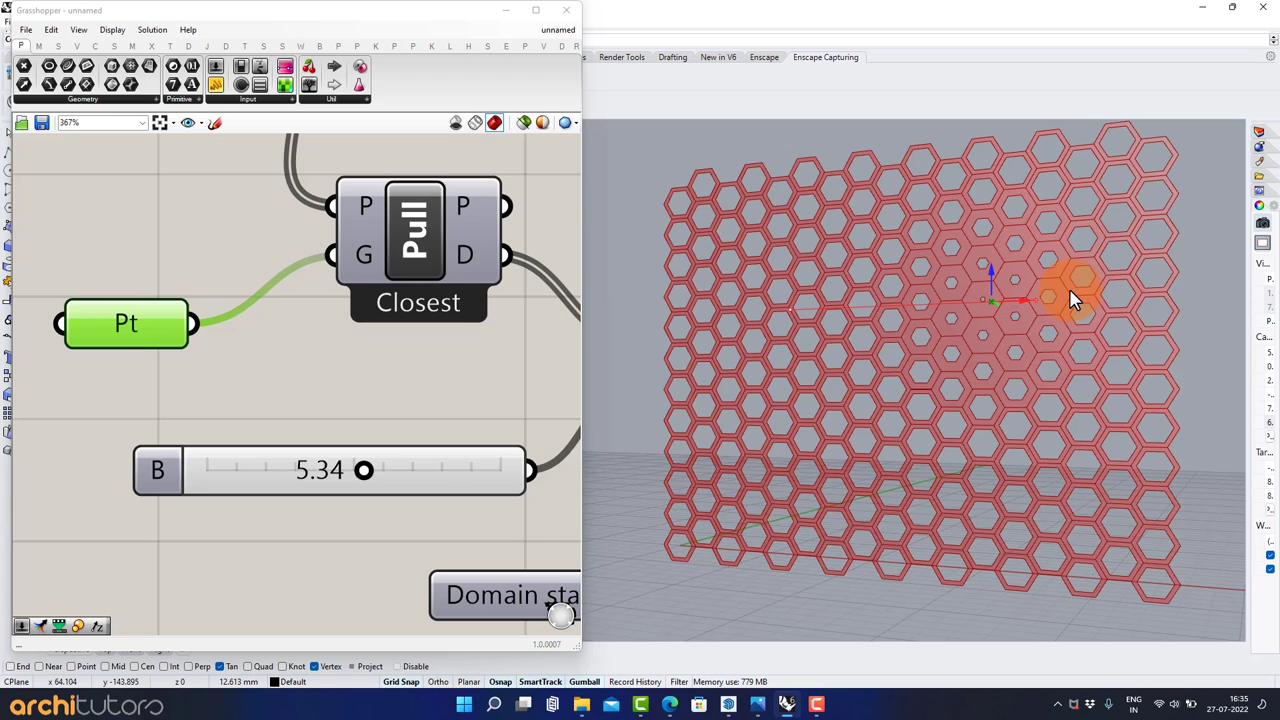 Grasshopper - unnamed
File Edit View Display Help Solution
unnamed
P M S V C S M X T D J D T S W B P P K P K L H S E A Z D R
Render Tools Drafting New in V6 Enscape Enscape Capturing
Geometry + Primitive + Input + Util +
367%
P Pull P
G D
Closest
Pt
B 5.34
Domain sta
...
1.0.0007
End Near Point Mid Cen Int Perp Tan Quad Knot Vertex Project Disable
CPlane x 64.104 y -143.895 z 0 12.613 mm Default Grid Snap Ortho Planar Osnap SmartTrack Gumball Record History Filter Memory use: 779 MB
architutors
ENG
IN
16:35
27-07-2022